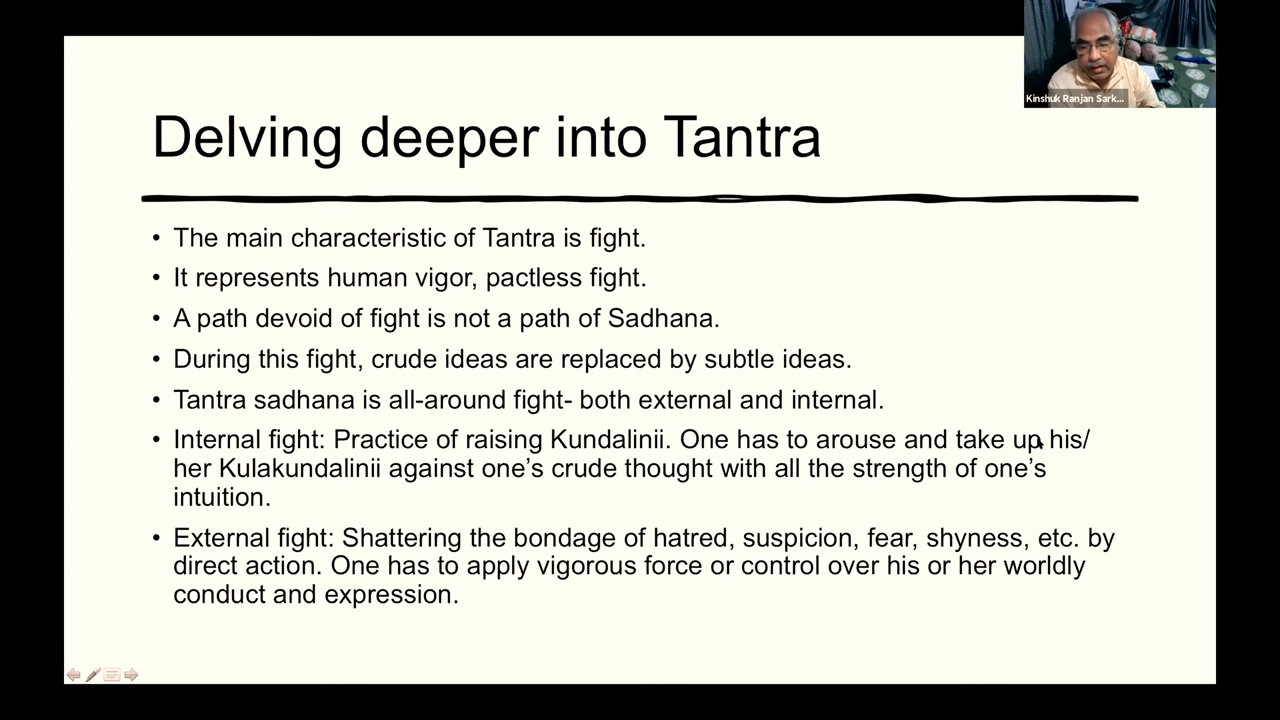 Kinshuk Ranjan Sark...
Delving deeper into Tantra
• The main characteristic of Tantra is fight.
• It represents human vigor, pactless fight.
• A path devoid of fight is not a path of Sadhana.
• During this fight, crude ideas are replaced by subtle ideas.
• Tantra sadhana is all-around fight- both external and internal.
• Internal fight: Practice of raising Kundalinii. One has to arouse and take up his/
her Kulakundalinii against one’s crude thought with all the strength of one’s
intuition.
• External fight: Shattering the bondage of hatred, suspicion, fear, shyness, etc. by
direct action. One has to apply vigorous force or control over his or her worldly
conduct and expression.